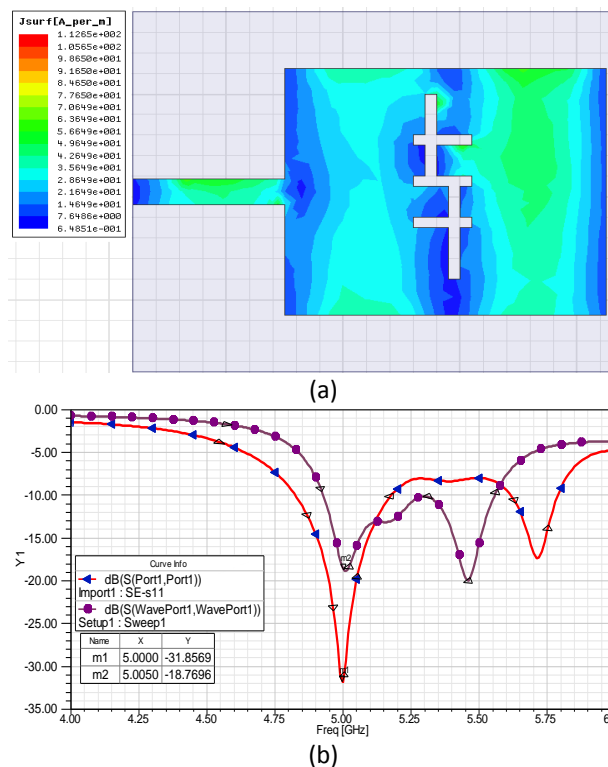 Jsurf[A_per_m]
1.1265e+002
1.0565e+002
9.8650e+001
9.1650e+001
8.4650e+001
7.7650e+001
7.0649e+001
6.3649e+001
5.6649e+001
4.9649e+001
4.2649e+001
3.5649e+001
2.8649e+001
2.1649e+001
1.4649e+001
7.6486e+000
6.4851e-001
(a)
0.00
-5.00
-10.00
-15.00
-20.00
-25.00
-30.00
-35.00
Y1
m2
Curve Info
dB(S(Port1,Port1))
Import1 : SE-s11
dB(S(WavePort1,WavePort1))
Setup1 : Sweep1
Name X Y
m1 5.0000 -31.8569
m2 5.0050 -18.7696
4.00 4.25 4.50 4.75 5.00 5.25 5.50 5.75
Freq [GHz]
(b)